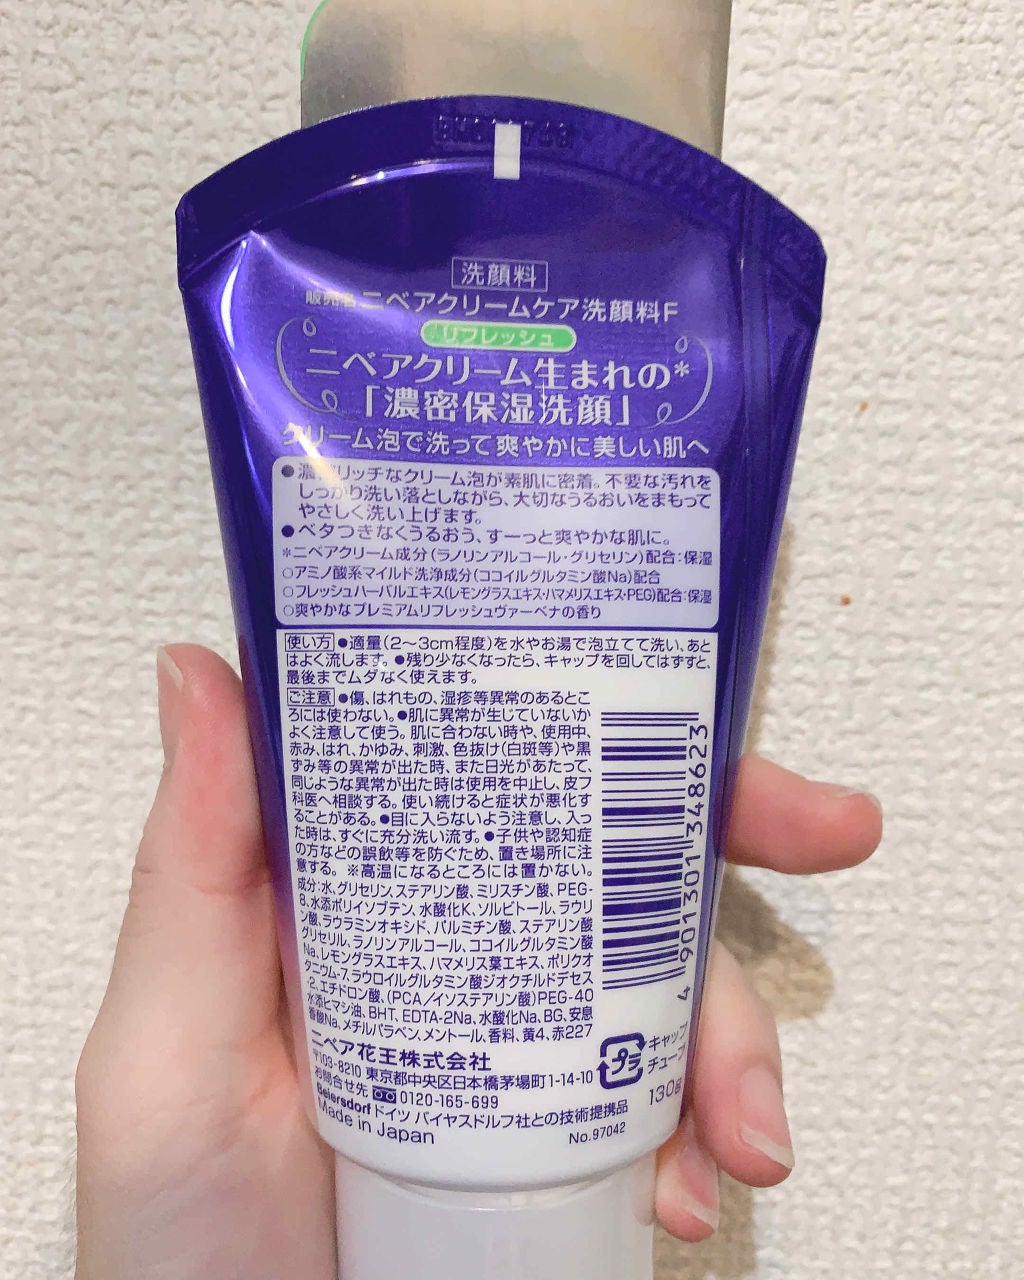 洗顔料
販売名 ニベアクリームケア洗顔料F
リフレッシュ
ニベアクリーム生まれの*
「濃密保湿洗顔」
クリーム泡で洗って爽やかに美しい肌へ
●濃密リッチなクリーム泡が素肌に密着。不要な汚れを
しっかり洗い落としながら、大切なうるおいをまもって
やさしく洗い上げます。
●ベタつきなくうるおう、すーっと爽やかな肌に。
*ニベアクリーム成分(ラノリンアルコール・グリセリン)配合:保湿
○アミノ酸系マイルド洗浄成分(ココイルグルタミン酸Na)配合
○フレッシュハーバルエキス(レモングラスエキス・ハマメリスエキス・PEG)配合:保湿
○爽やかなプレミアムリフレッシュヴァーベナの香り
使い方 ●適量(2〜3cm程度)を水やお湯で泡立てて洗い、あと
はよく流します。●残り少なくなったら、キャップを回してはずすと、
最後までムダなく使えます。
ご注意 ●傷、はれもの、湿疹等異常のあるとこ
ろには使わない。●肌に異常が生じていないか
よく注意して使う。肌に合わない時や、使用中、
赤み、はれ、かゆみ、刺激、色抜け(白斑等)や黒
ずみ等の異常が出た時、また日光があたって、
同じような異常が出た時は使用を中止し、皮フ
科医へ相談する。使い続けると症状が悪化す
ることがある。●目に入らないよう注意し、入っ
た時は、すぐに充分洗い流す。●子供や認知症
の方などの誤飲等を防ぐため、置き場所に注
意する。※高温になるところには置かない。
成分:水、グリセリン、ステアリン酸、ミリスチン酸、PEG-
8、水添ポリイソブテン、水酸化K、ソルビトール、ラウリ
ン酸、ラウラミンオキシド、パルミチン酸、ステアリン酸
グリセリル、ラノリンアルコール、ココイルグルタミン酸
Na、レモングラスエキス、ハマメリス葉エキス、ポリクオ
タニウム-7、ラウロイルグルタミン酸ジオクチルドデセス
-2、エチドロン酸、(PCA/イソステアリン酸)PEG-40
水添ヒマシ油、BHT、EDTA-2Na、水酸化Na、BG、安息
香酸Na、メチルパラベン、メントール、香料、黄4、赤227
4 901301 348623
ニベア花王株式会社
〒103-8210 東京都中央区日本橋茅場町1-14-10
お問合せ先 0120-165-699
Beiersdorf ドイツ バイヤスドルフ社との技術提携品
Made in Japan
No.97042
プラ
キャップ
チューブ
130g